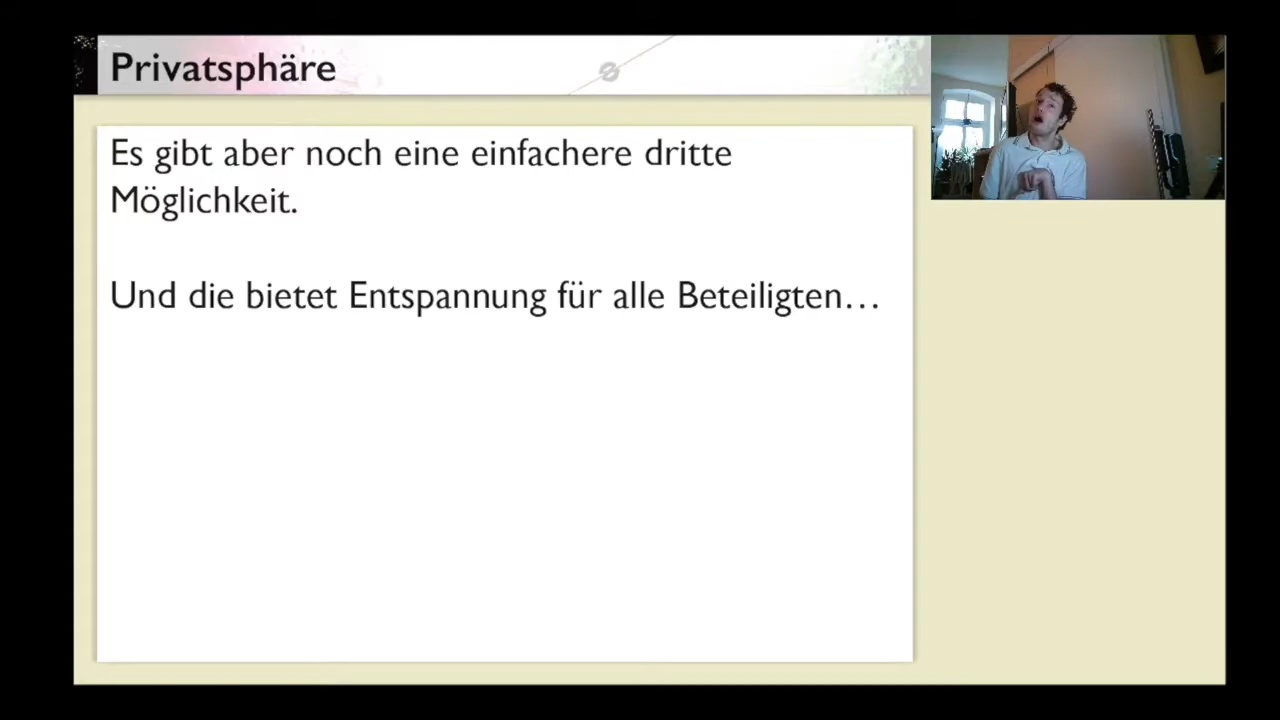 Privatsphäre
Es gibt aber noch eine einfachere dritte
Möglichkeit.
Und die bietet Entspannung für alle Beteiligten…